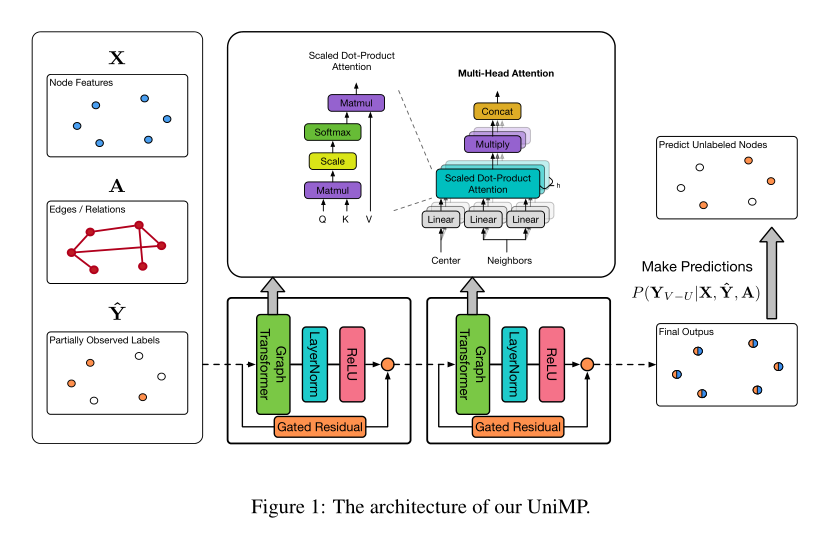 X
Node Features
A
Edges / Relations
Ŷ
Partially Observed Labels
Scaled Dot-Product
Attention
Matmul
Softmax
Scale
Matmul
Q K V
Multi-Head Attention
Concat
Multiply
Scaled Dot-Product
Attention
h
Linear Linear Linear
Center Neighbors
Graph
Transformer
LayerNorm
ReLU
Gated Residual
Graph
Transformer
LayerNorm
ReLU
Gated Residual
Predict Unlabeled Nodes
Make Predictions
P(Y_{V−U}|X, Ŷ, A)
Final Outpus
Figure 1: The architecture of our UniMP.